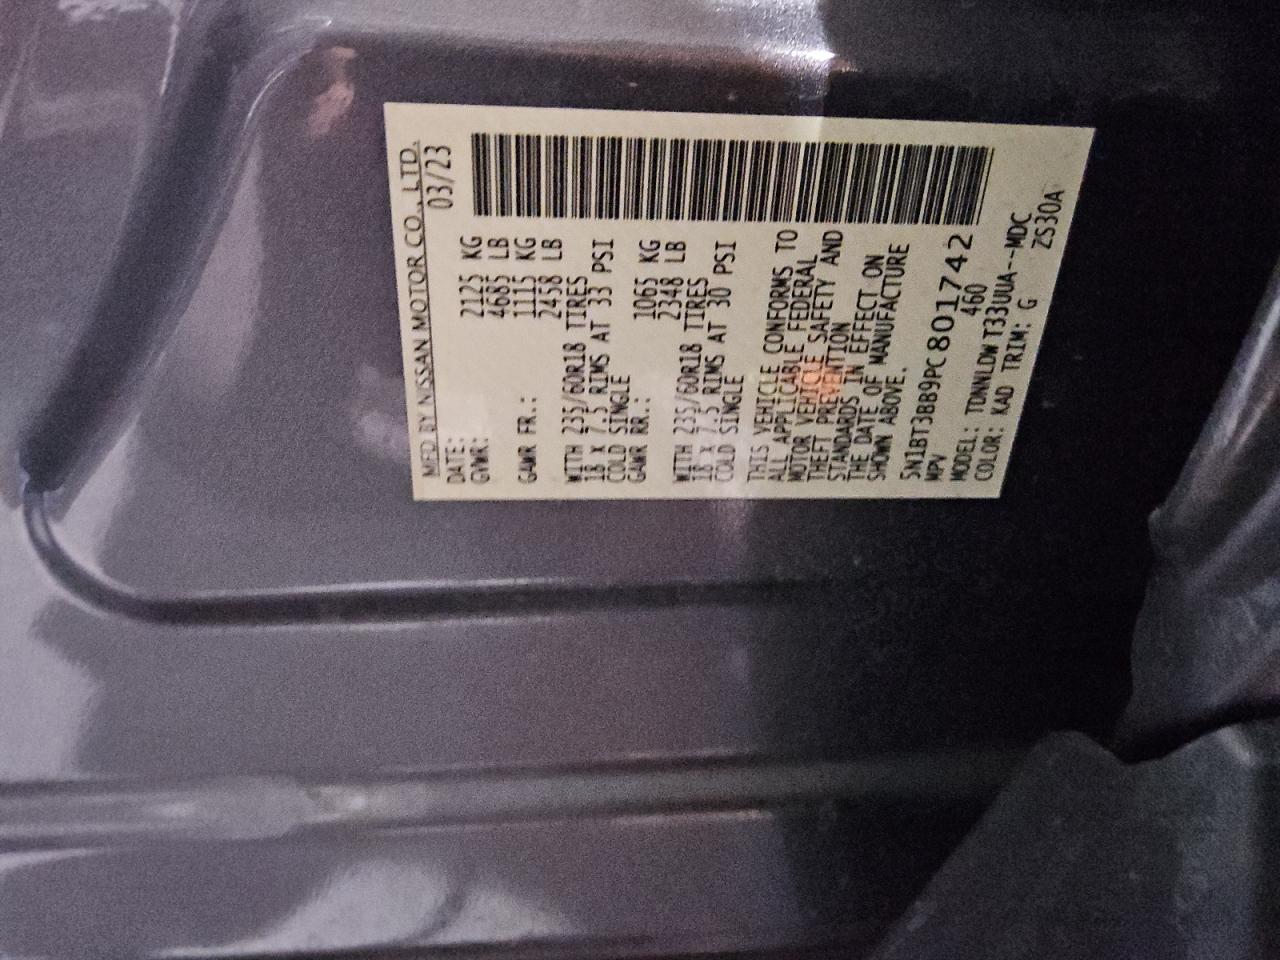 MFD BY NISSAN MOTOR CO., LTD.
DATE: 03/23
GVWR: 2125 KG
4685 LB
GAWR FR.: 1115 KG
2458 LB
WITH 235/60R18 TIRES
18 X 7.5 RIMS AT 33 PSI
COLD SINGLE
GAWR RR.: 1065 KG
2348 LB
WITH 235/60R18 TIRES
18 X 7.5 RIMS AT 30 PSI
COLD SINGLE
THIS VEHICLE CONFORMS TO
ALL APPLICABLE FEDERAL
MOTOR VEHICLE SAFETY AND
THEFT PREVENTION
STANDARDS IN EFFECT ON
THE DATE OF MANUFACTURE
SHOWN ABOVE.
5N1BT3BB9PC801742
MPV 460
MODEL: TDNNLDW T33UUA--MDC
COLOR: KAD TRIM: G ZS30A